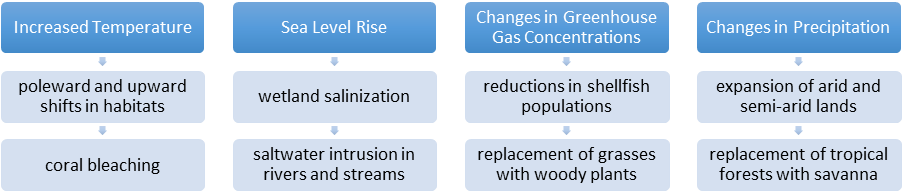 Increased Temperature
poleward and upward
shifts in habitats
coral bleaching
Sea Level Rise
wetland salinization
saltwater intrusion in
rivers and streams
Changes in Greenhouse
Gas Concentrations
reductions in shellfish
populations
replacement of grasses
with woody plants
Changes in Precipitation
expansion of arid and
semi-arid lands
replacement of tropical
forests with savanna